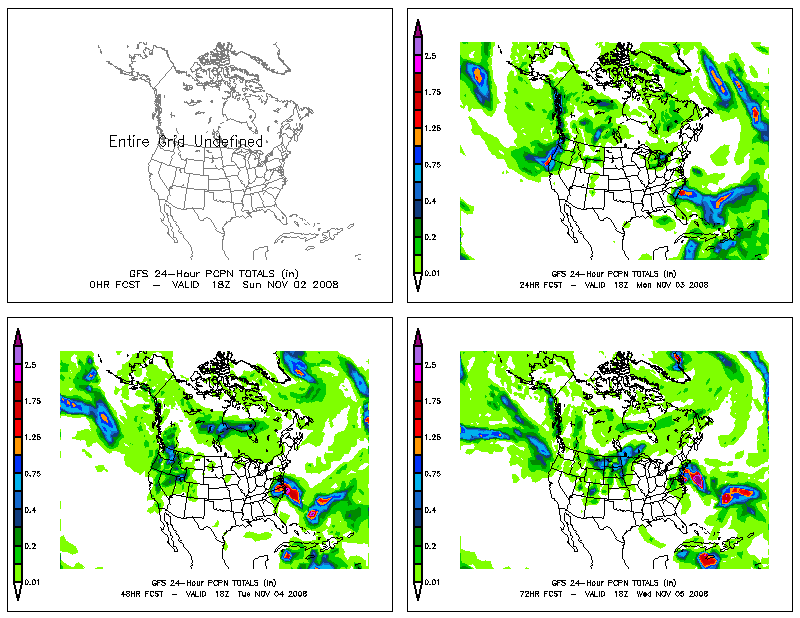 Entire Grid Undefined
GFS 24-Hour PCPN TOTALS (in)
0HR FCST - VALID 18Z Sun NOV 02 2008
2.5
1.75
1.25
0.75
0.4
0.2
0.01
GFS 24-Hour PCPN TOTALS (in)
24HR FCST - VALID 18Z Mon NOV 03 2008
2.5
1.75
1.25
0.75
0.4
0.2
0.01
GFS 24-Hour PCPN TOTALS (in)
48HR FCST - VALID 18Z Tue NOV 04 2008
2.5
1.75
1.25
0.75
0.4
0.2
0.01
GFS 24-Hour PCPN TOTALS (in)
72HR FCST - VALID 18Z Wed NOV 05 2008